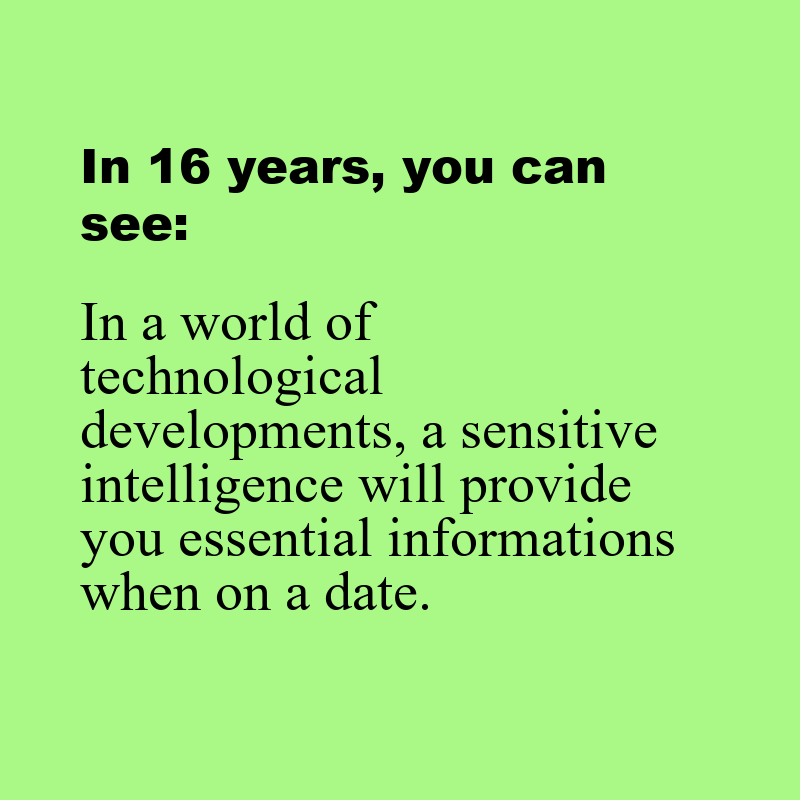 In 16 years, you can
see:
In a world of
technological
developments, a sensitive
intelligence will provide
you essential informations
when on a date.